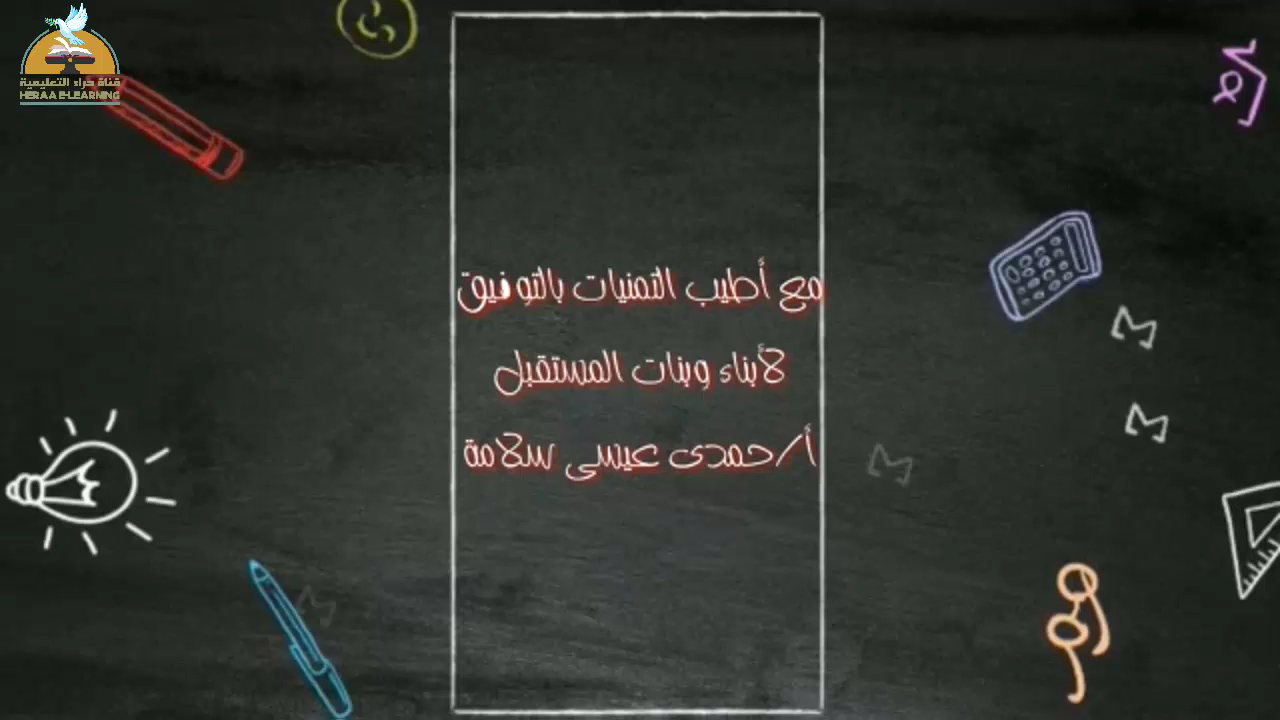 قناة حراء التعليمية
HERAA E-LEARNING
مع أطيب التمنيات بالتوفيق
لأبناء وبنات المستقبل
أ/حمدى عيسى سلامة